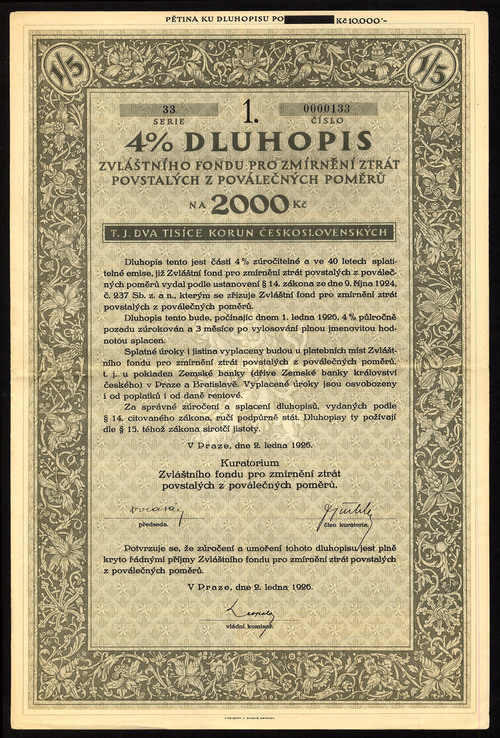 PĚTINA KU DLUHOPISU PO Kč 10.000'-
1/5 1/5
33 1. 0000133
SERIE ČÍSLO
4% DLUHOPIS
ZVLÁŠTNÍHO FONDU PRO ZMÍRNĚNÍ ZTRÁT
POVSTALÝCH Z POVÁLEČNÝCH POMĚRŮ
NA 2000 Kč
T. J. DVA TISÍCE KORUN ČESKOSLOVENSKÝCH
Dluhopis tento jest částí 4% zúročitelné a ve 40 letech splati-
telné emise, již Zvláštní fond pro zmírnění ztrát povstalých z pováleč-
ných poměrů vydal podle ustanovení § 14. zákona ze dne 9. října 1924,
č. 237 Sb. z. a n., kterým se zřizuje Zvláštní fond pro zmírnění ztrát
povstalých z poválečných poměrů.
Dluhopis tento bude, počínajíc dnem 1. ledna 1926, 4% půlročně
pozadu zúrokován a 3 měsíce po vylosování plnou jmenovitou hod-
notou splacen.
Splatné úroky i jistina vyplaceny budou u platebních míst Zvlášt-
ního fondu pro zmírnění ztrát povstalých z poválečných poměrů,
t. j. u pokladen Zemské banky (dříve Zemské banky království
českého) v Praze a Bratislavě. Vyplacené úroky jsou osvobozeny
i od poplatků i od daně rentové.
Za správné zúročení a splacení dluhopisů, vydaných podle
§ 14. citovaného zákona, ručí podpůrně stát. Dluhopisy ty požívají
dle § 15. téhož zákona sirotčí jistoty.
V Praze, dne 2. ledna 1926.
Kuratorium
Zvláštního fondu pro zmírnění ztrát
povstalých z poválečných poměrů.
předseda. člen kuratoria.
Potvrzuje se, že zúročení a umoření tohoto dluhopisu jest plně
kryto řádnými příjmy Zvláštního fondu pro zmírnění ztrát povstalých
z poválečných poměrů.
V Praze, dne 2. ledna 1926.
vládní komisař.